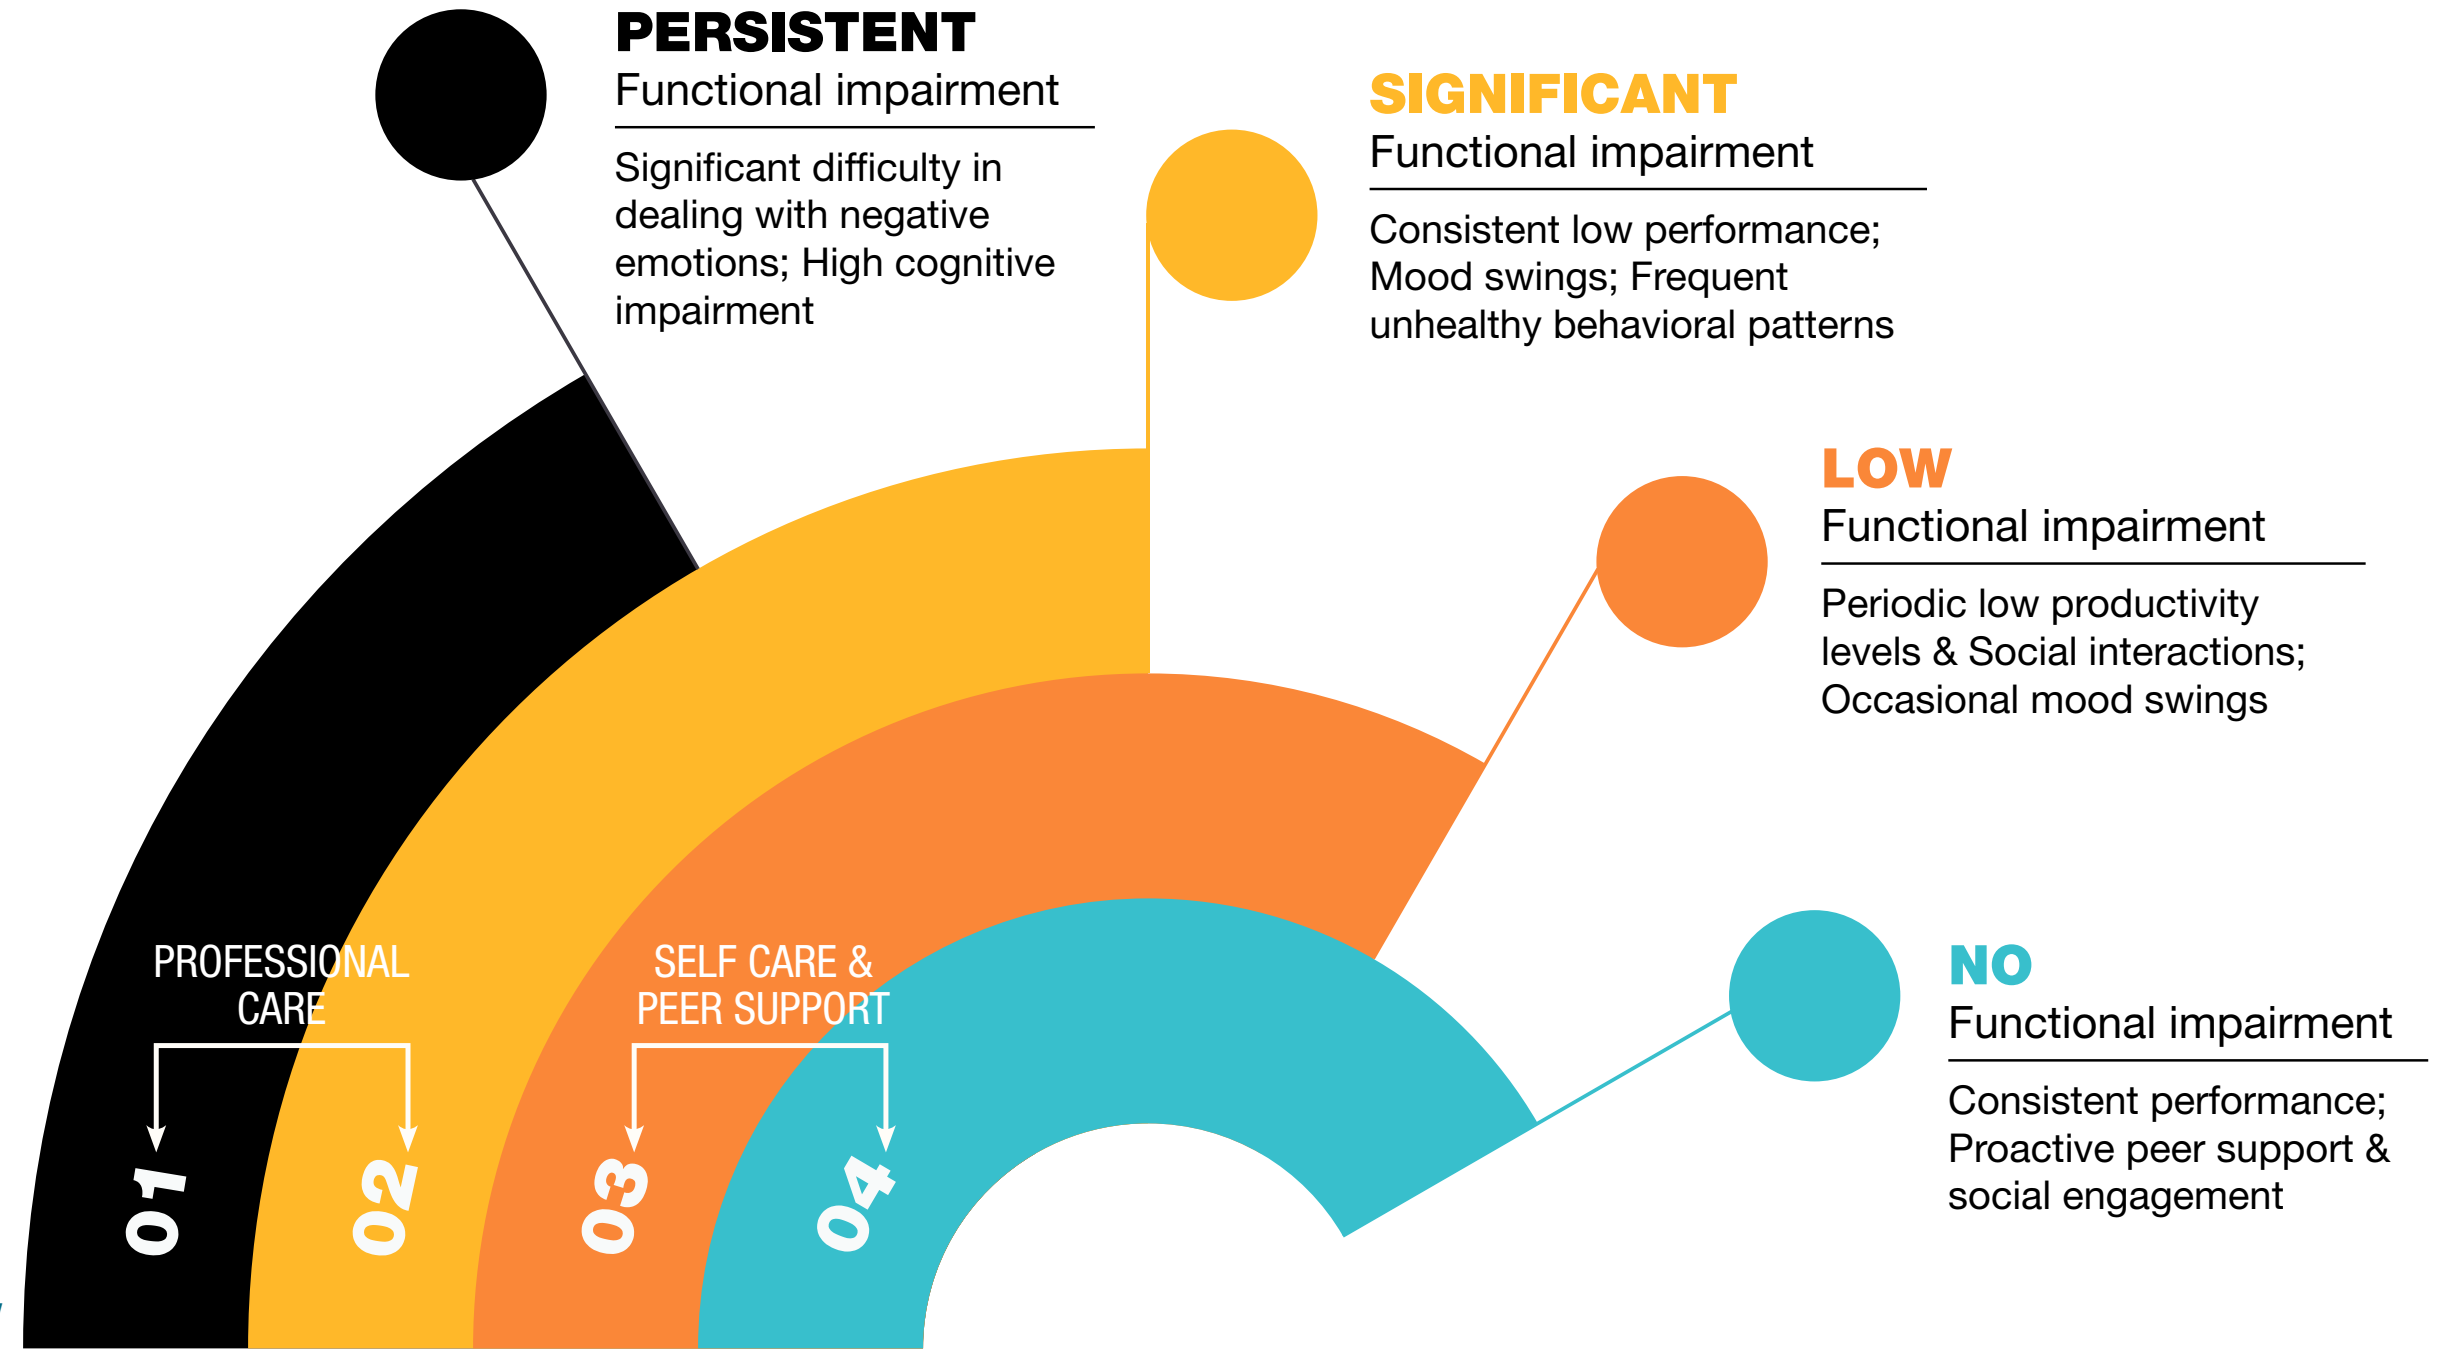 PERSISTENT
Functional impairment
Significant difficulty in
dealing with negative
emotions; High cognitive
impairment
SIGNIFICANT
Functional impairment
Consistent low performance;
Mood swings; Frequent
unhealthy behavioral patterns
LOW
Functional impairment
Periodic low productivity
levels & Social interactions;
Occasional mood swings
NO
Functional impairment
Consistent performance;
Proactive peer support &
social engagement
PROFESSIONAL
CARE
SELF CARE &
PEER SUPPORT
01
02
03
04